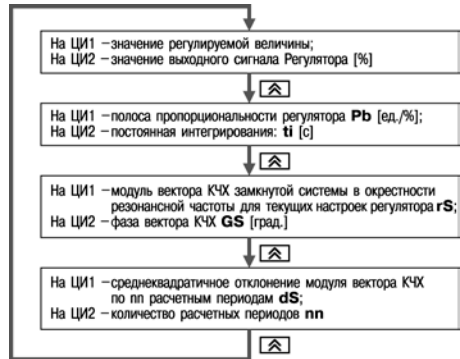 На ЦИ1 – значение регулируемой величины;
На ЦИ2 – значение выходного сигнала Регулятора [%]
На ЦИ1 – полоса пропорциональности регулятора Pb [ед./%];
На ЦИ2 – постоянная интегрирования: ti [с]
На ЦИ1 – модуль вектора КЧХ замкнутой системы в окрестности
резонансной частоты для текущих настроек регулятора rS;
На ЦИ2 – фаза вектора КЧХ GS [град.]
На ЦИ1 – среднеквадратичное отклонение модуля вектора КЧХ
по nn расчетным периодам dS;
На ЦИ2 – количество расчетных периодов nn